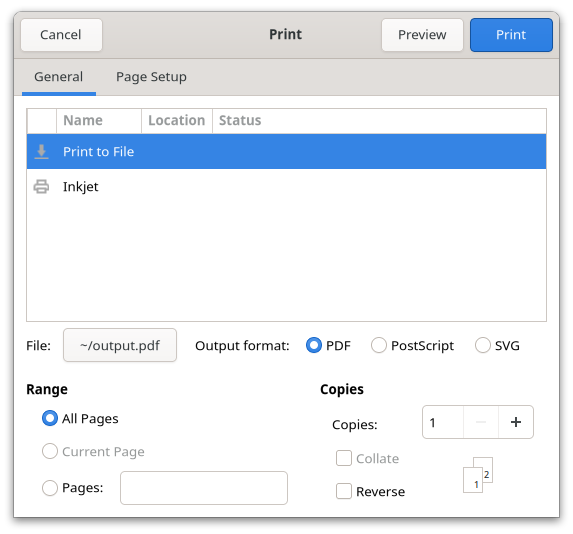 Cancel Print Preview Print
General Page Setup
Name Location Status
Print to File
Inkjet
File: ~/output.pdf Output format: PDF PostScript SVG
Range Copies
All Pages Copies: 1
Current Page Collate
Pages: Reverse
1 2